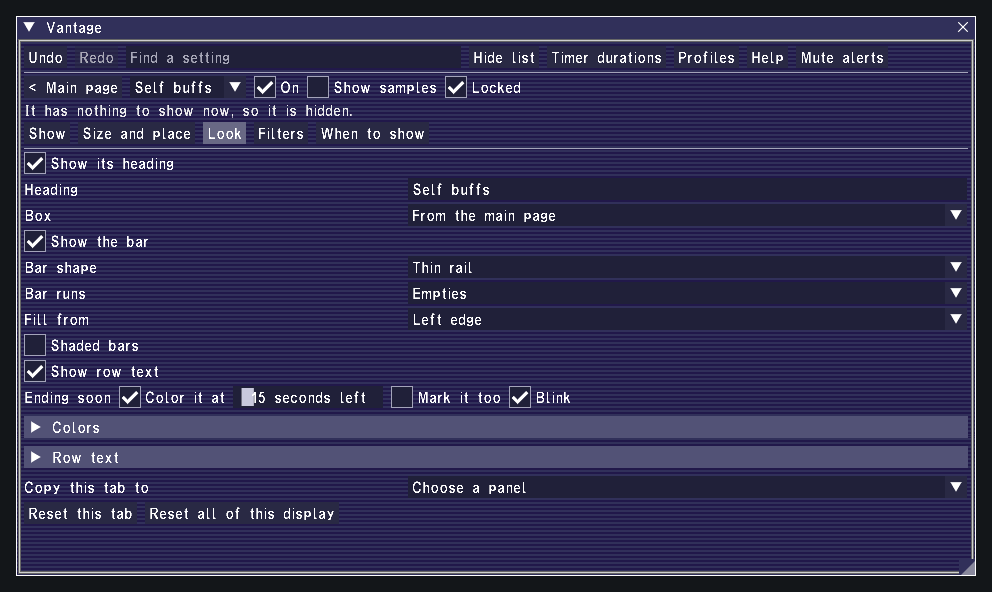 Vantage
Undo Redo Find a setting Hide list Timer durations Profiles Help Mute alerts
< Main page Self buffs On Show samples Locked
It has nothing to show now, so it is hidden.
Show Size and place Look Filters When to show
Show its heading
Heading Self buffs
Box From the main page
Show the bar
Bar shape Thin rail
Bar runs Empties
Fill from Left edge
Shaded bars
Show row text
Ending soon Color it at 15 seconds left Mark it too Blink
Colors
Row text
Copy this tab to Choose a panel
Reset this tab Reset all of this display